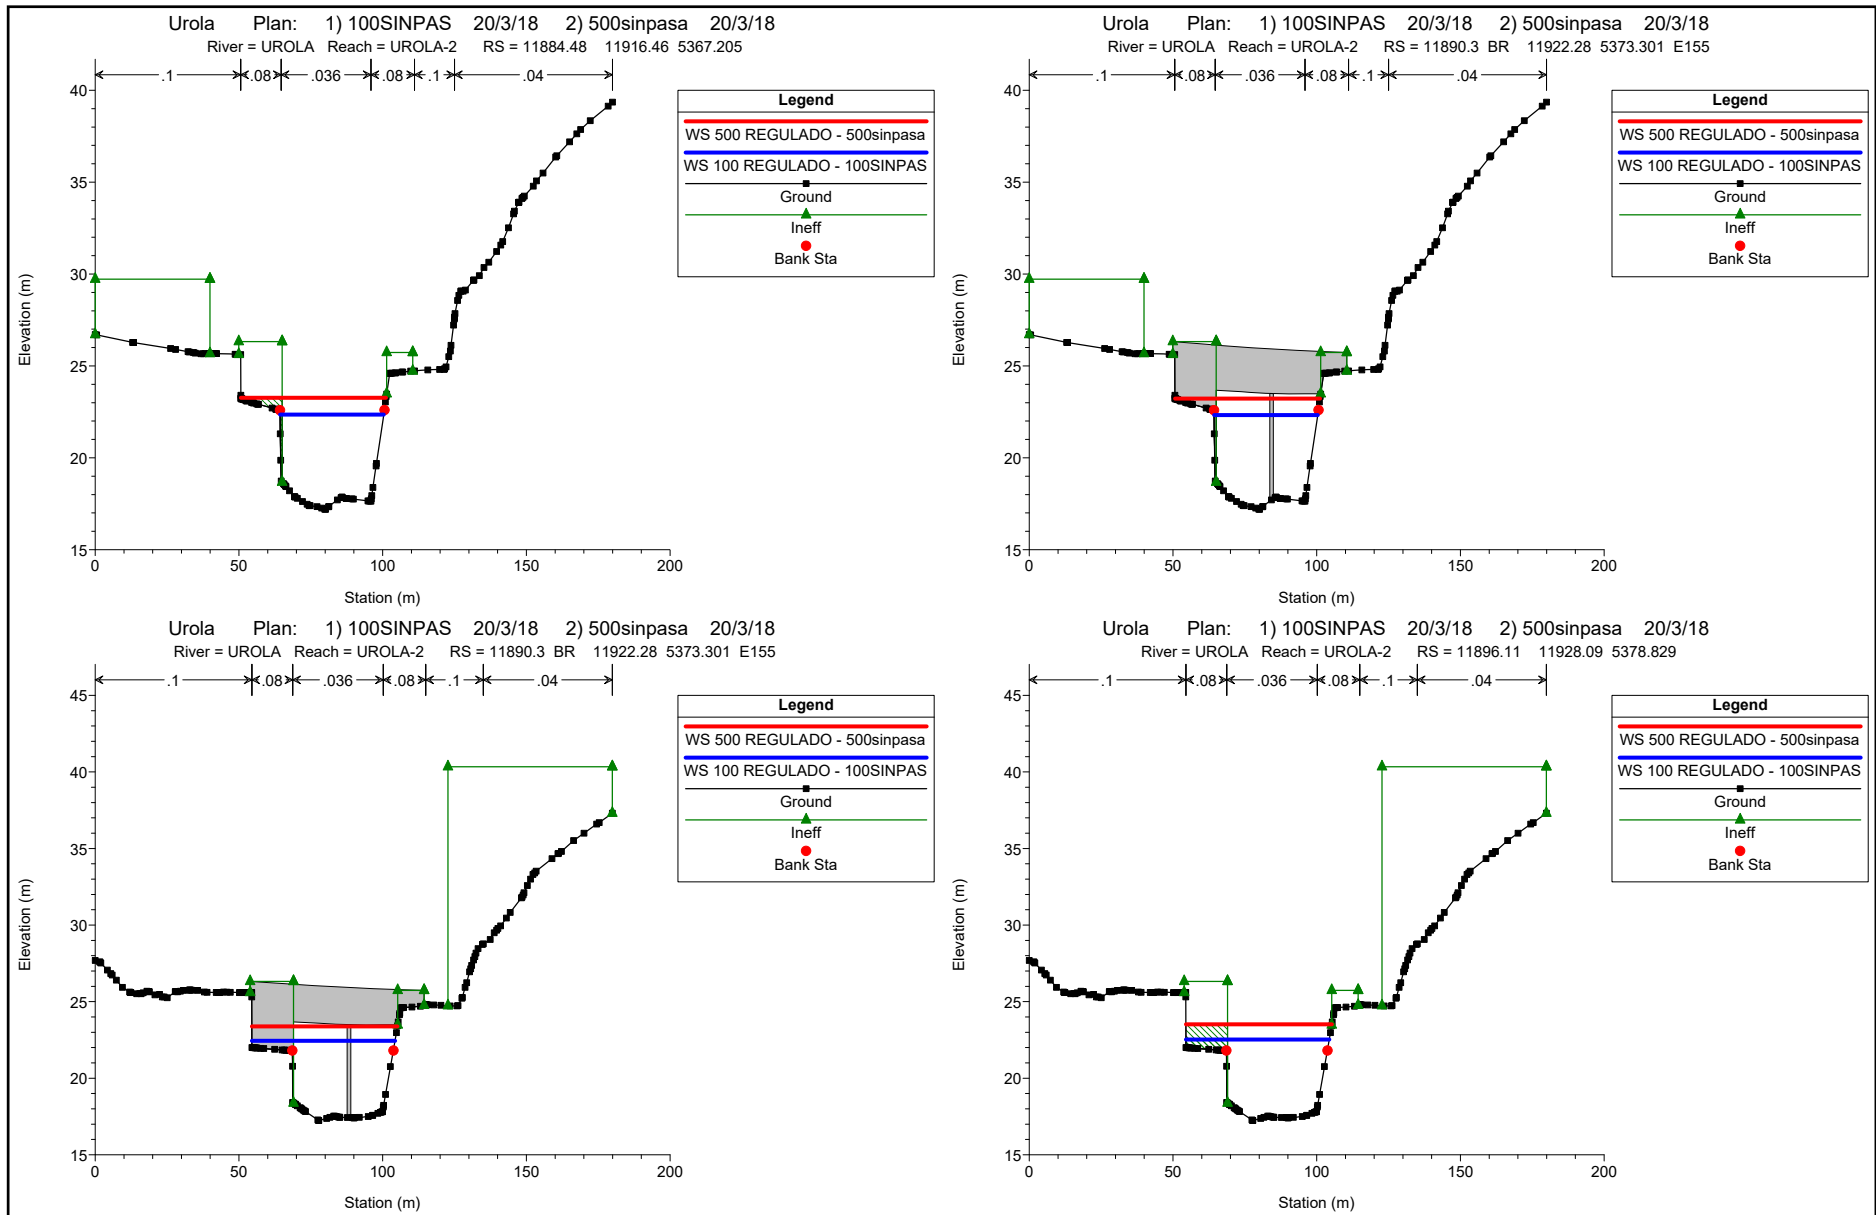 Urola Plan: 1) 100SINPAS 20/3/18 2) 500sinpasa 20/3/18
River = UROLA Reach = UROLA-2 RS = 11884.48 11916.46 5367.205
.1 .08 .036 .08 .1 .04
Legend
WS 500 REGULADO - 500sinpasa
WS 100 REGULADO - 100SINPAS
Ground
Ineff
Bank Sta
40
35
30
25
20
15
Elevation (m)
0 50 100 150 200
Station (m)
Urola Plan: 1) 100SINPAS 20/3/18 2) 500sinpasa 20/3/18
River = UROLA Reach = UROLA-2 RS = 11890.3 BR 11922.28 5373.301 E155
.1 .08 .036 .08 .1 .04
Legend
WS 500 REGULADO - 500sinpasa
WS 100 REGULADO - 100SINPAS
Ground
Ineff
Bank Sta
40
35
30
25
20
15
Elevation (m)
0 50 100 150 200
Station (m)
Urola Plan: 1) 100SINPAS 20/3/18 2) 500sinpasa 20/3/18
River = UROLA Reach = UROLA-2 RS = 11890.3 BR 11922.28 5373.301 E155
.1 .08 .036 .08 .1 .04
Legend
WS 500 REGULADO - 500sinpasa
WS 100 REGULADO - 100SINPAS
Ground
Ineff
Bank Sta
45
40
35
30
25
20
15
Elevation (m)
0 50 100 150 200
Station (m)
Urola Plan: 1) 100SINPAS 20/3/18 2) 500sinpasa 20/3/18
River = UROLA Reach = UROLA-2 RS = 11896.11 11928.09 5378.829
.1 .08 .036 .08 .1 .04
Legend
WS 500 REGULADO - 500sinpasa
WS 100 REGULADO - 100SINPAS
Ground
Ineff
Bank Sta
45
40
35
30
25
20
15
Elevation (m)
0 50 100 150 200
Station (m)